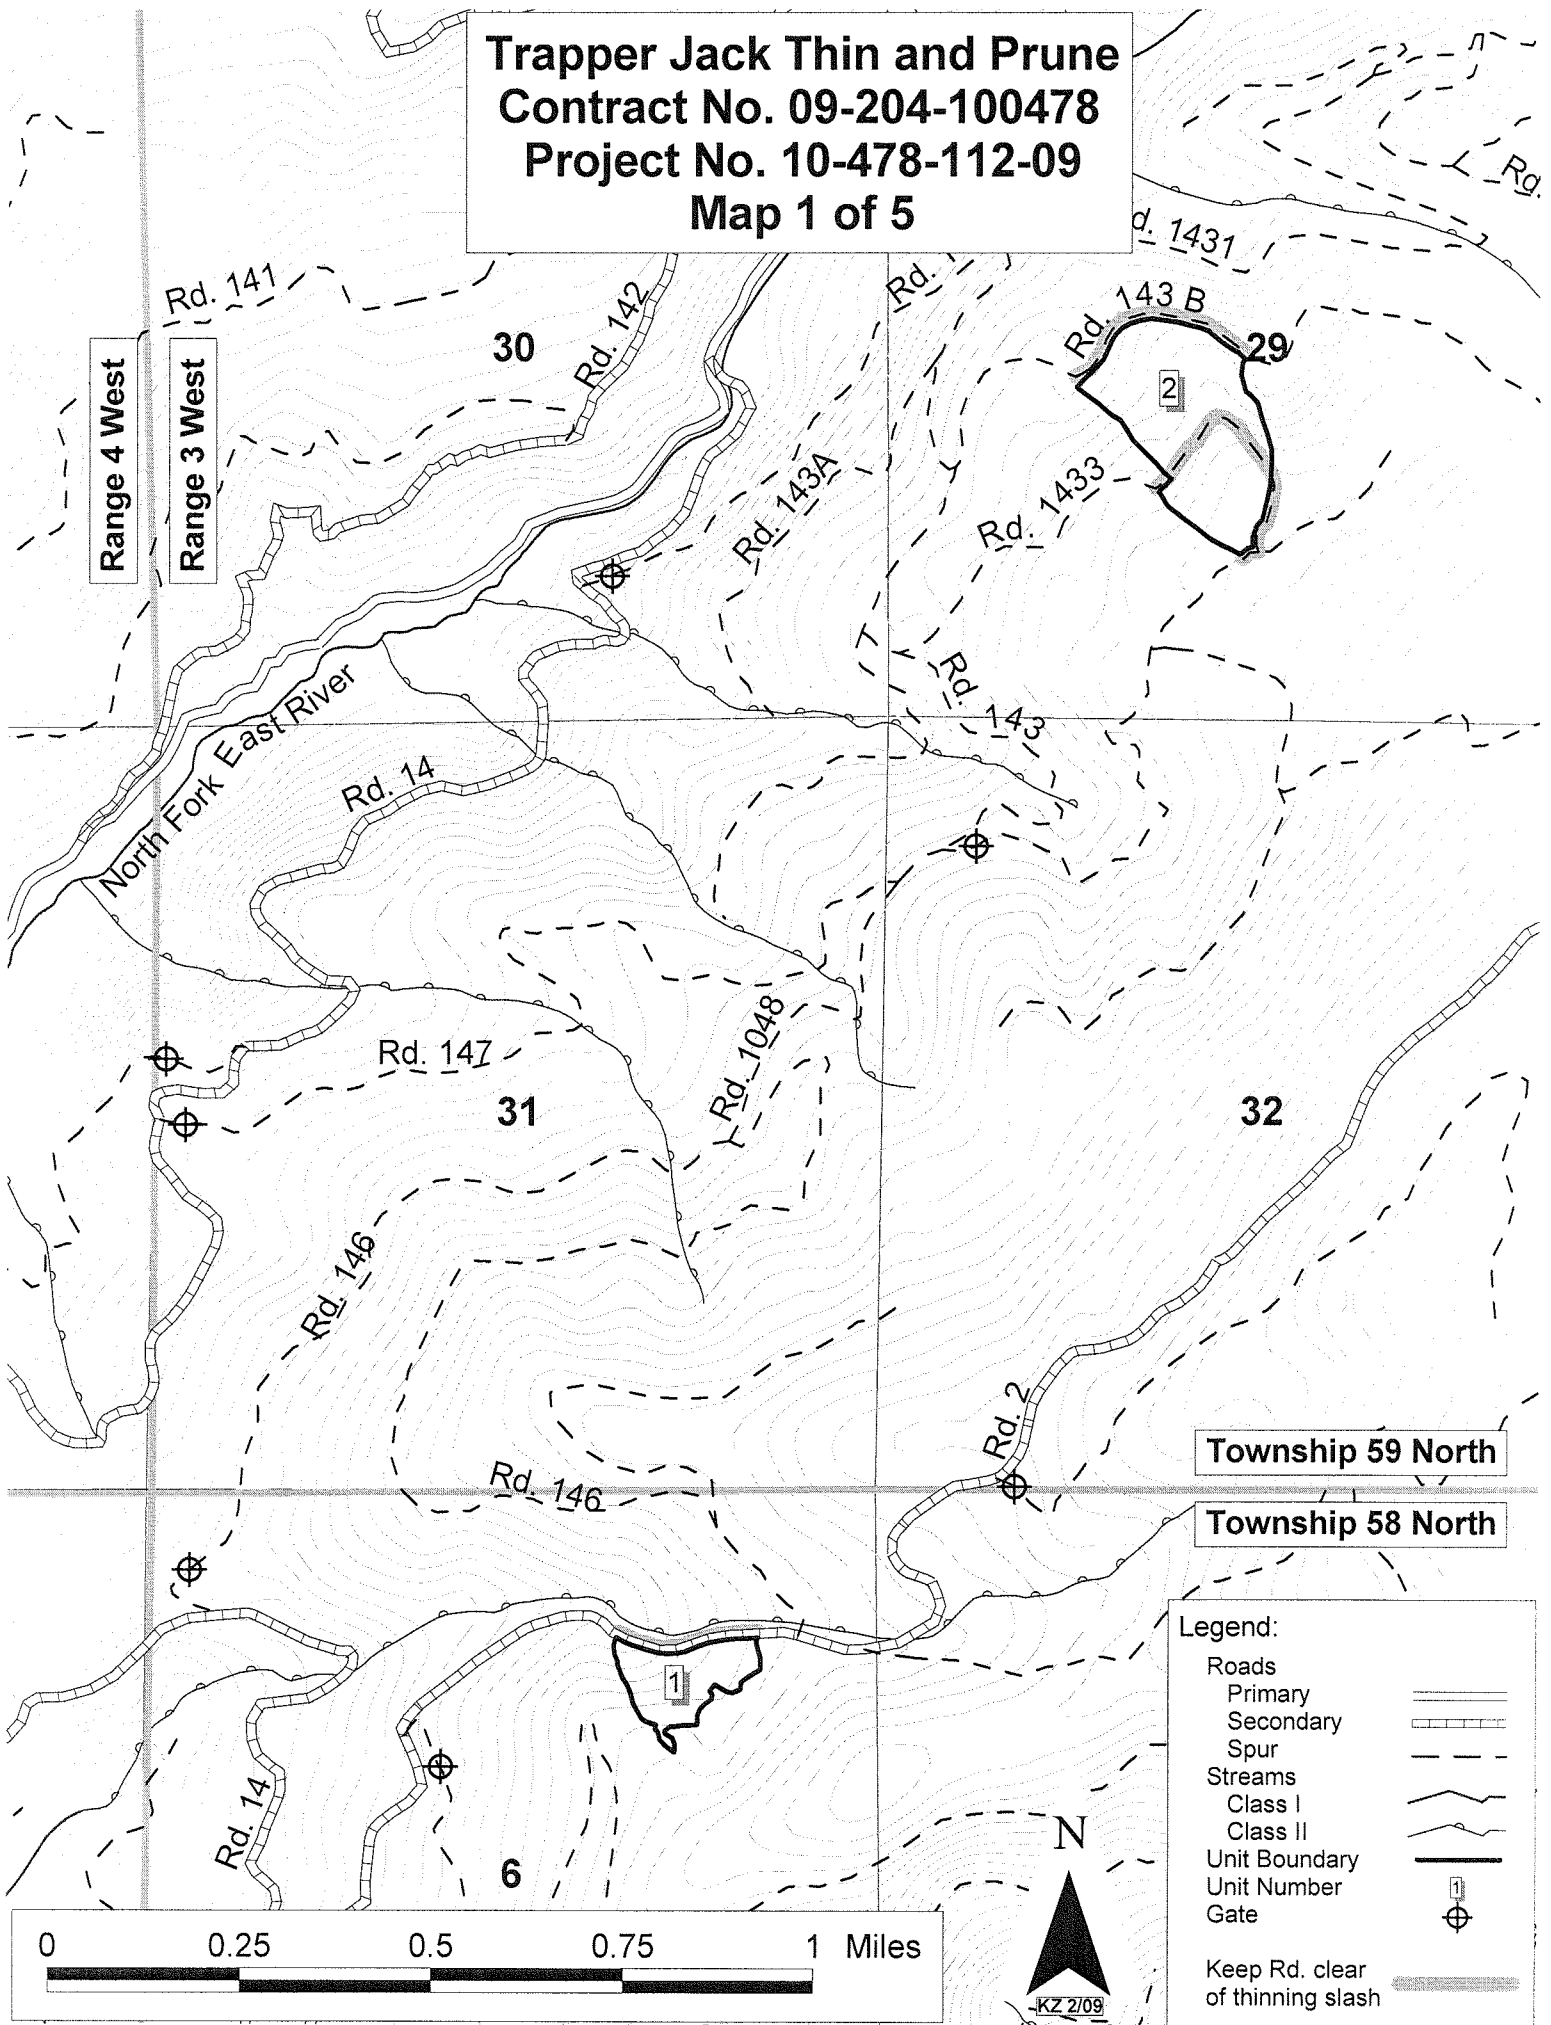 Trapper Jack Thin and Prune
Contract No. 09-204-100478
Project No. 10-478-112-09
Map 1 of 5
Rd.
d. 1431
Rd. 141
Rd. 142
Rd.
Rd. 143 B
30
29
2
Range 4 West
Range 3 West
Rd. 143A
Rd. 1433
Rd. 143
North Fork East River
Rd. 14
Rd. 147
Rd. 1048
31
32
Rd. 146
Rd. 2
Township 59 North
Rd. 146
Township 58 North
1
Rd. 14
6
N
KZ 2/09
0 0.25 0.5 0.75 1 Miles
Legend:
Roads
Primary
Secondary
Spur
Streams
Class I
Class II
Unit Boundary
Unit Number 1
Gate
Keep Rd. clear
of thinning slash